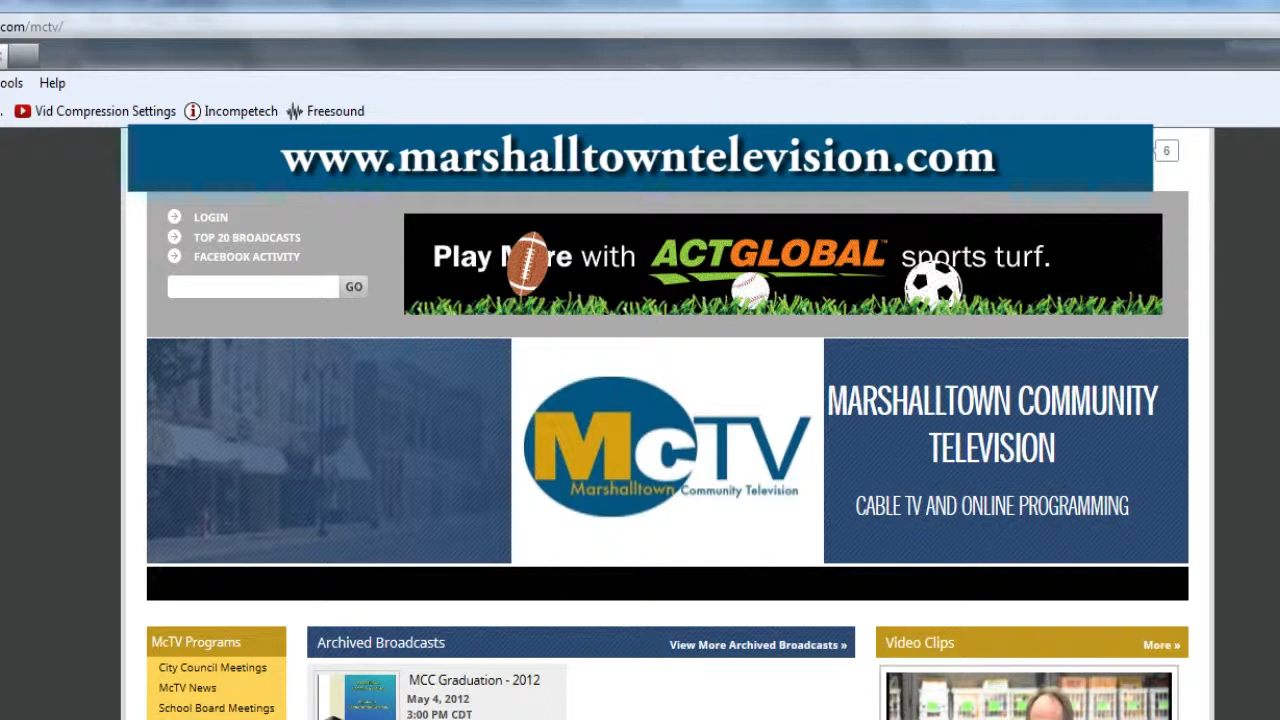 com/mctv/
ools Help
Vid Compression Settings Incompetech Freesound
www.marshalltowntelevision.com
6
LOGIN
TOP 20 BROADCASTS
FACEBOOK ACTIVITY
GO
Play M re with ACTGLOBAL™ sports turf.
McTV
Marshalltown Community Television
MARSHALLTOWN COMMUNITY
TELEVISION
CABLE TV AND ONLINE PROGRAMMING
McTV Programs
City Council Meetings
McTV News
School Board Meetings
Archived Broadcasts View More Archived Broadcasts »
MCC Graduation - 2012
May 4, 2012
3:00 PM CDT
Video Clips More »